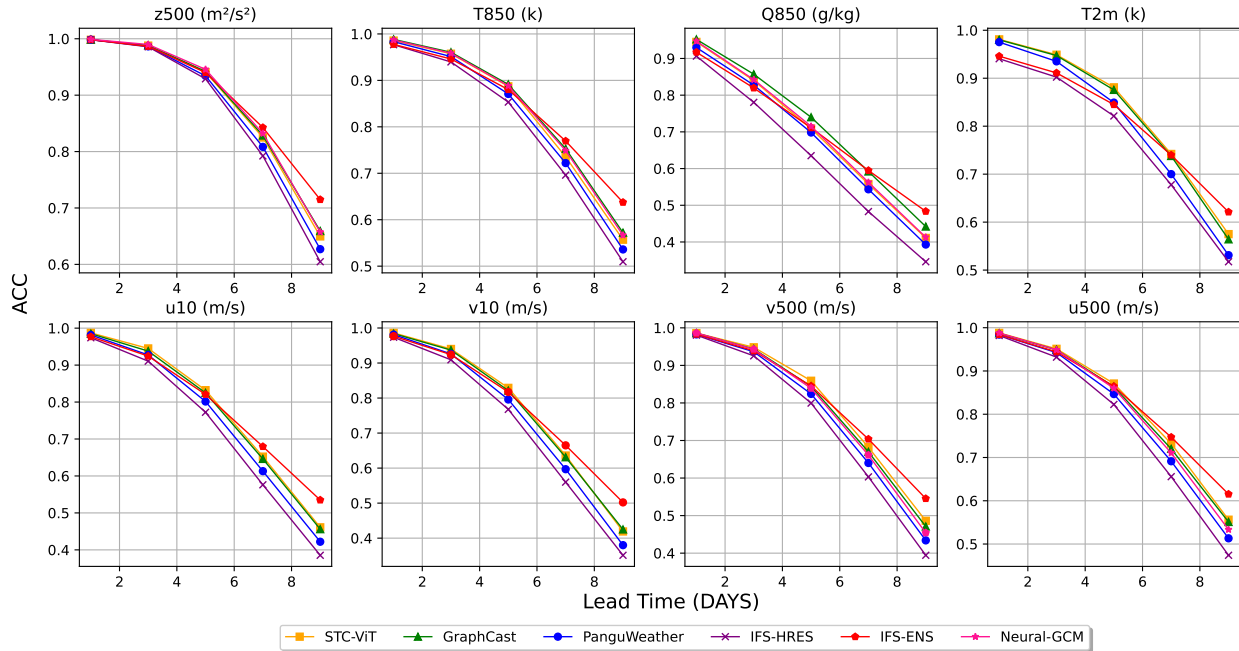 z500 (m²/s²)
T850 (k)
Q850 (g/kg)
T2m (k)
1.0
0.9
0.8
0.7
0.6
2 4 6 8
1.0
0.9
0.8
0.7
0.6
0.5
2 4 6 8
0.9
0.8
0.7
0.6
0.5
0.4
2 4 6 8
1.0
0.9
0.8
0.7
0.6
0.5
2 4 6 8
ACC
u10 (m/s)
v10 (m/s)
v500 (m/s)
u500 (m/s)
1.0
0.9
0.8
0.7
0.6
0.5
0.4
2 4 6 8
1.0
0.9
0.8
0.7
0.6
0.5
0.4
2 4 6 8
1.0
0.9
0.8
0.7
0.6
0.5
0.4
2 4 6 8
1.0
0.9
0.8
0.7
0.6
0.5
2 4 6 8
Lead Time (DAYS)
STC-ViT GraphCast PanguWeather IFS-HRES IFS-ENS Neural-GCM